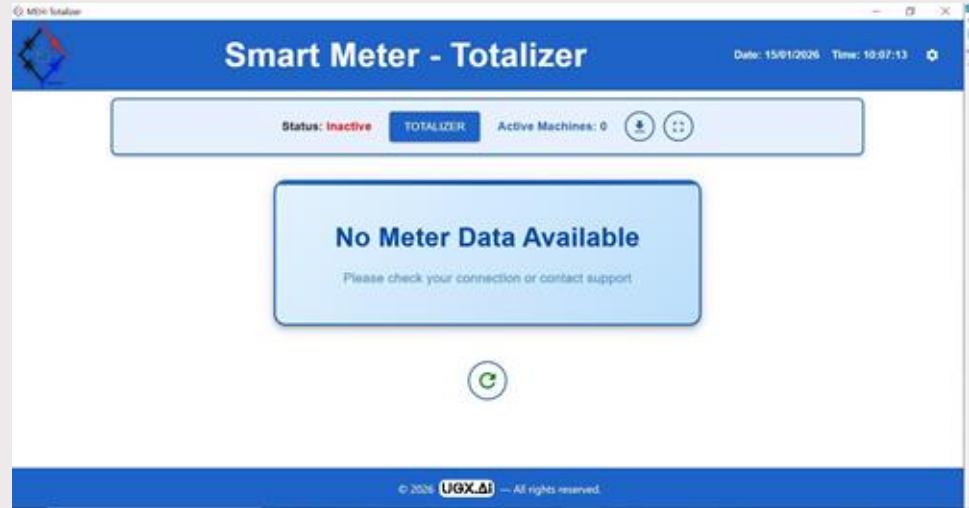 Totalizer
Smart Meter - Totalizer
Date: 15/01/2026 Time: 10:07:13
Status: Inactive
TOTALIZER
Active Machines: 0
No Meter Data Available
Please check your connection or contact support
© 2026 UGX.Ai — All rights reserved.